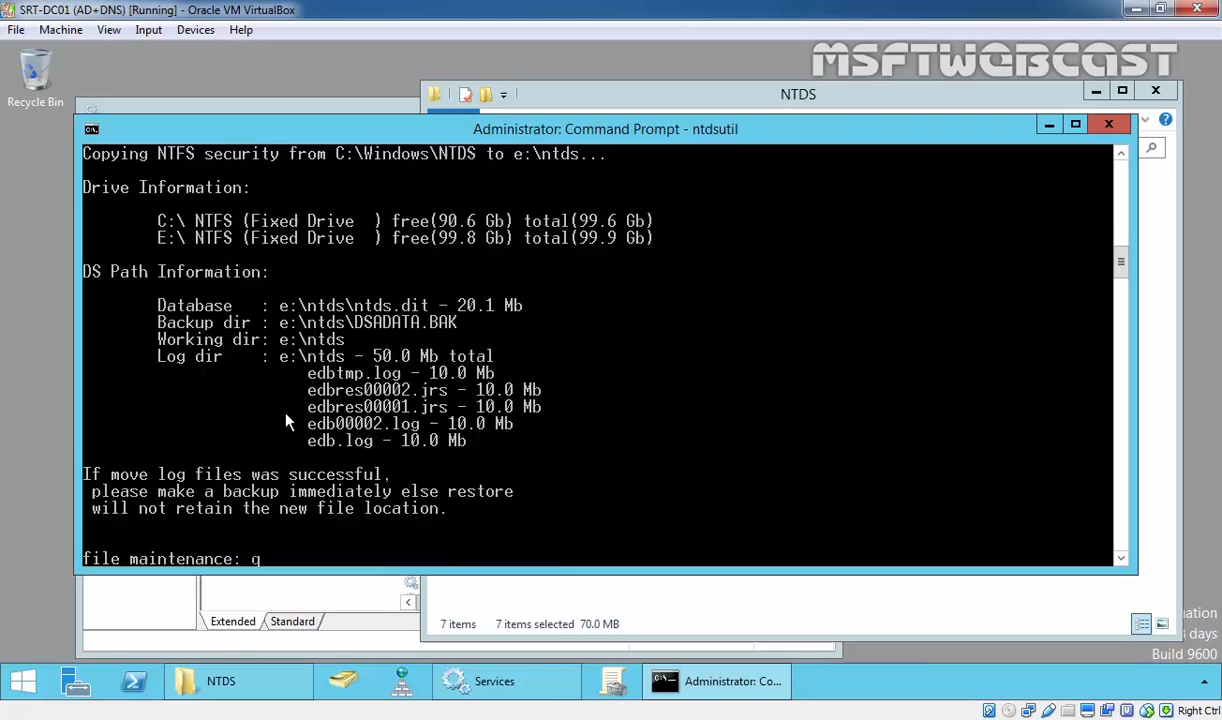 SRT-DC01 (AD+DNS) [Running] - Oracle VM VirtualBox
File Machine View Input Devices Help
MSFTWEBCAST
Recycle Bin
NTDS
Administrator: Command Prompt - ntdsutil
Copying NTFS security from C:\Windows\NTDS to e:\ntds...
Drive Information:
C:\ NTFS (Fixed Drive ) free(90.6 Gb) total(99.6 Gb)
E:\ NTFS (Fixed Drive ) free(99.8 Gb) total(99.9 Gb)
DS Path Information:
Database : e:\ntds\ntds.dit - 20.1 Mb
Backup dir : e:\ntds\DSADATA.BAK
Working dir: e:\ntds
Log dir : e:\ntds - 50.0 Mb total
edbtmp.log - 10.0 Mb
edbres00002.jrs - 10.0 Mb
edbres00001.jrs - 10.0 Mb
edb00002.log - 10.0 Mb
edb.log - 10.0 Mb
If move log files was successful,
please make a backup immediately else restore
will not retain the new file location.
file maintenance: q
Extended Standard
7 items 7 items selected 70.0 MB
uation
days
Build 9600
NTDS Services Administrator: Co...
Right Ctrl